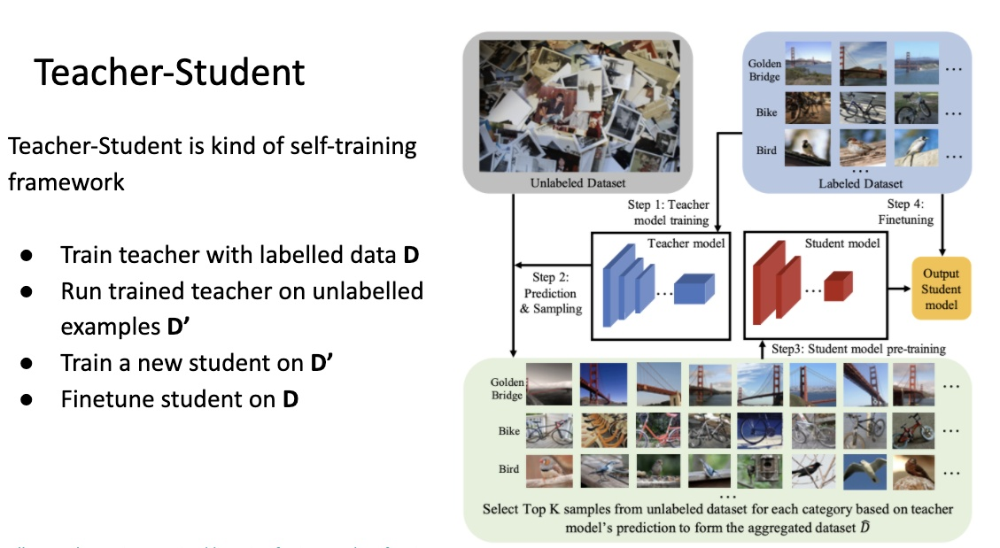 Teacher-Student
Teacher-Student is kind of self-training
framework
● Train teacher with labelled data D
● Run trained teacher on unlabelled
examples D’
● Train a new student on D’
● Finetune student on D
Unlabeled Dataset
Golden
Bridge
...
Bike
...
Bird
...
...
Labeled Dataset
Step 1: Teacher
model training
Step 4:
Finetuning
Teacher model
...
Student model
...
Step 2:
Prediction
& Sampling
Output
Student
model
Step3: Student model pre-training
Golden
Bridge
...
Bike
...
Bird
...
...
Select Top K samples from unlabeled dataset for each category based on teacher
model’s prediction to form the aggregated dataset D̂